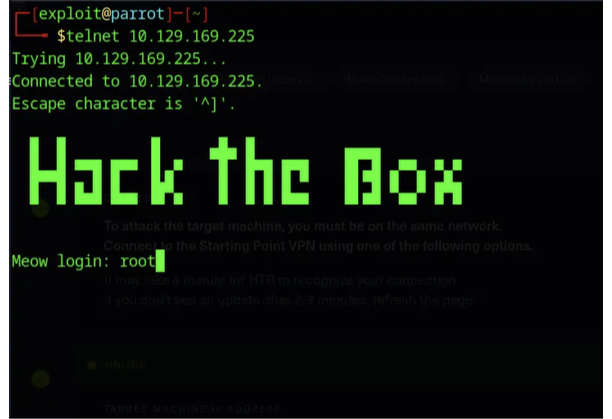 [exploit@parrot]-[~]
$telnet 10.129.169.225
Trying 10.129.169.225...
Connected to 10.129.169.225.
Escape character is '^]'.
Hack The Box
To attack the target machine, you must be on the same network.
Connect to the Starting Point VPN using one of the following options.
Meow login: root
It may take a minute for HTB to recognize your connection.
If you don't see an update after 2-3 minutes, refresh the page.
ONLINE
TARGET MACHINE IP ADDRESS